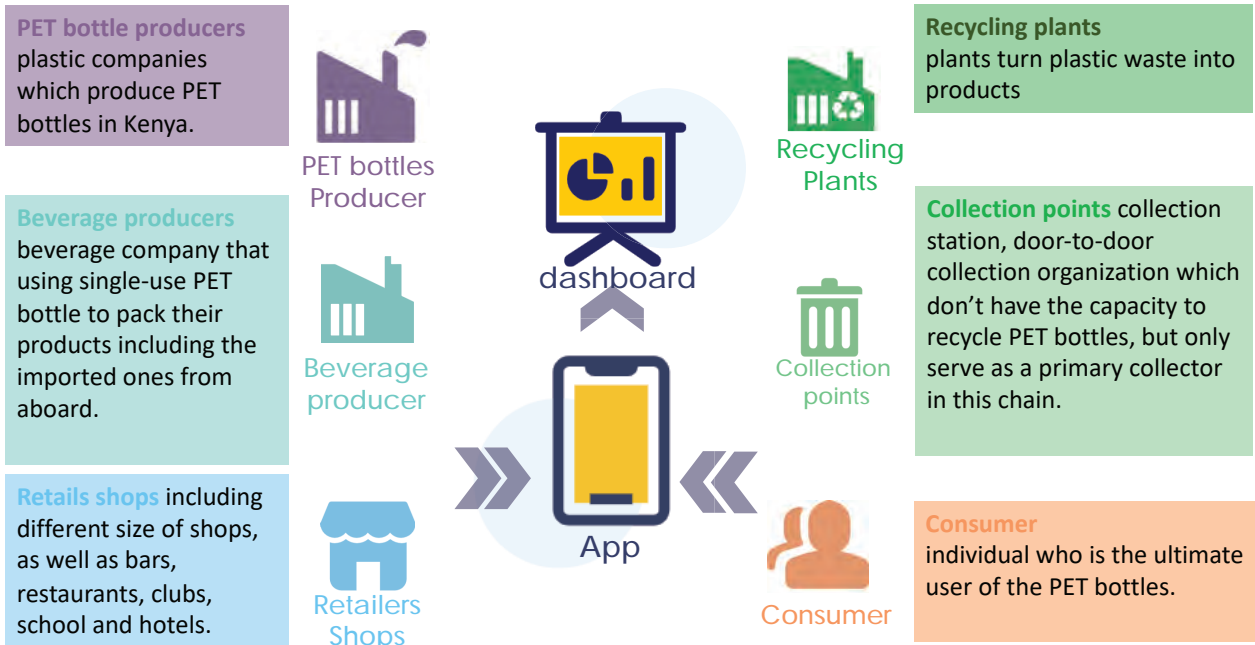 PET bottle producers
plastic companies
which produce PET
bottles in Kenya.
PET bottles
Producer
Beverage producers
beverage company that
using single-use PET
bottle to pack their
products including the
imported ones from
aboard.
Beverage
producer
Retails shops including
different size of shops,
as well as bars,
restaurants, clubs,
school and hotels.
Retailers
Shops
dashboard
App
Recycling
Plants
Recycling plants
plants turn plastic waste into
products
Collection
points
Collection points collection
station, door-to-door
collection organization which
don’t have the capacity to
recycle PET bottles, but only
serve as a primary collector
in this chain.
Consumer
Consumer
individual who is the ultimate
user of the PET bottles.